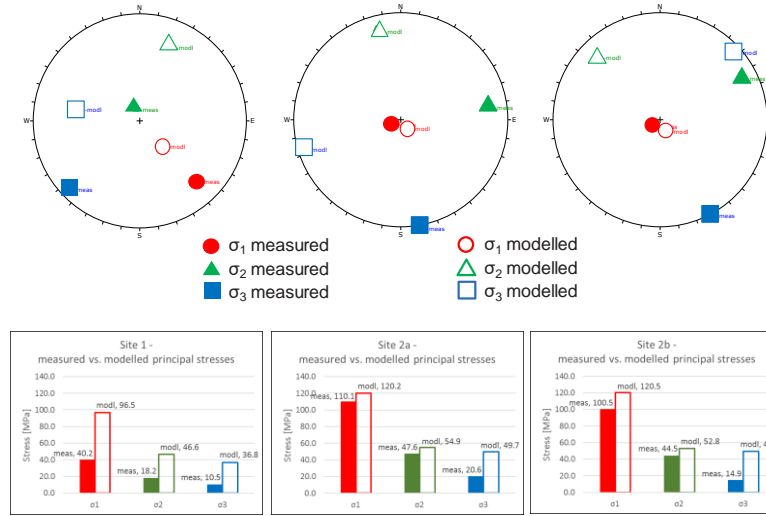 N
W
E
S
modl
meas
modl
modl
meas
meas
N
W
E
S
modl
meas
modl
modl
meas
N
W
E
S
modl
modl
meas
modl
meas
σ1 measured
σ2 measured
σ3 measured
σ1 modelled
σ2 modelled
σ3 modelled
Site 1 -
measured vs. modelled principal stresses
Stress [MPa]
140.0
120.0
100.0
80.0
60.0
40.0
20.0
0.0
meas, 40.2
modl, 96.5
meas, 18.2
modl, 46.6
meas, 10.5
modl, 36.8
σ1
σ2
σ3
Site 2a -
measured vs. modelled principal stresses
Stress [MPa]
140.0
120.0
100.0
80.0
60.0
40.0
20.0
0.0
meas, 110.1
modl, 120.2
meas, 47.6
modl, 54.9
meas, 20.6
modl, 49.7
σ1
σ2
σ3
Site 2b -
measured vs. modelled principal stresses
Stress [MPa]
140.0
120.0
100.0
80.0
60.0
40.0
20.0
0.0
meas, 100.5
modl, 120.5
meas, 44.5
modl, 52.8
meas, 14.9
modl,
σ1
σ2
σ3